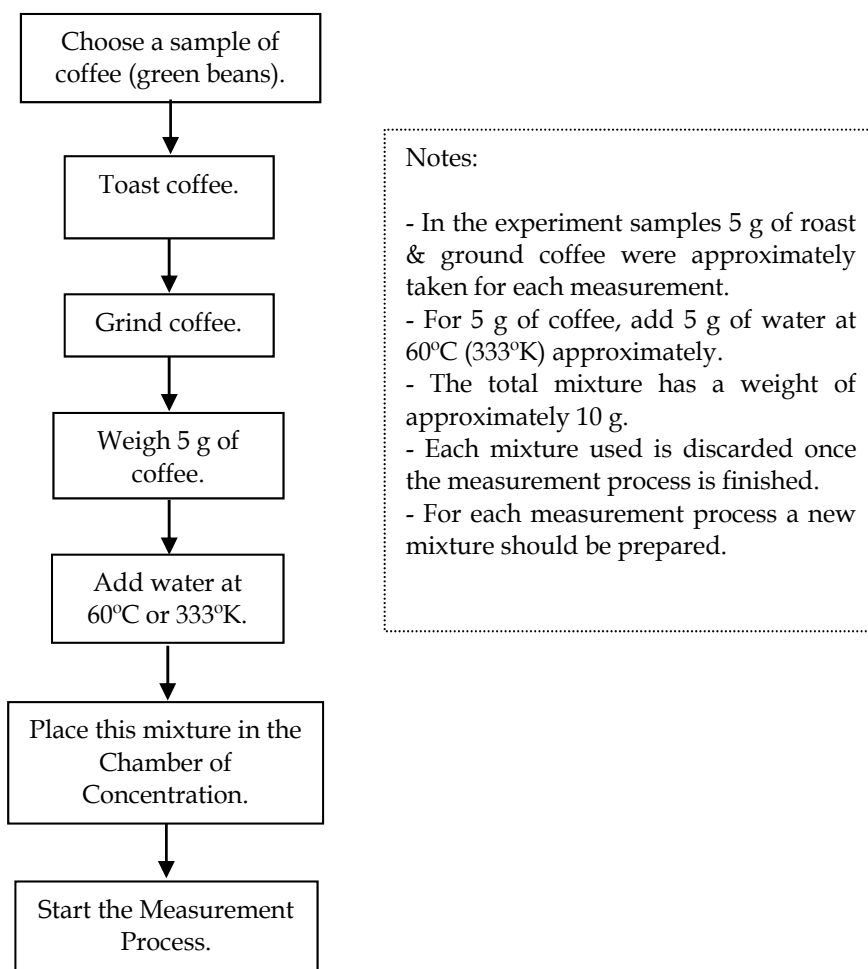 Choose a sample of
coffee (green beans).
Toast coffee.
Grind coffee.
Weigh 5 g of
coffee.
Add water at
60ºC or 333ºK.
Place this mixture in the
Chamber of
Concentration.
Start the Measurement
Process.
Notes:
- In the experiment samples 5 g of roast
& ground coffee were approximately
taken for each measurement.
- For 5 g of coffee, add 5 g of water at
60ºC (333ºK) approximately.
- The total mixture has a weight of
approximately 10 g.
- Each mixture used is discarded once
the measurement process is finished.
- For each measurement process a new
mixture should be prepared.